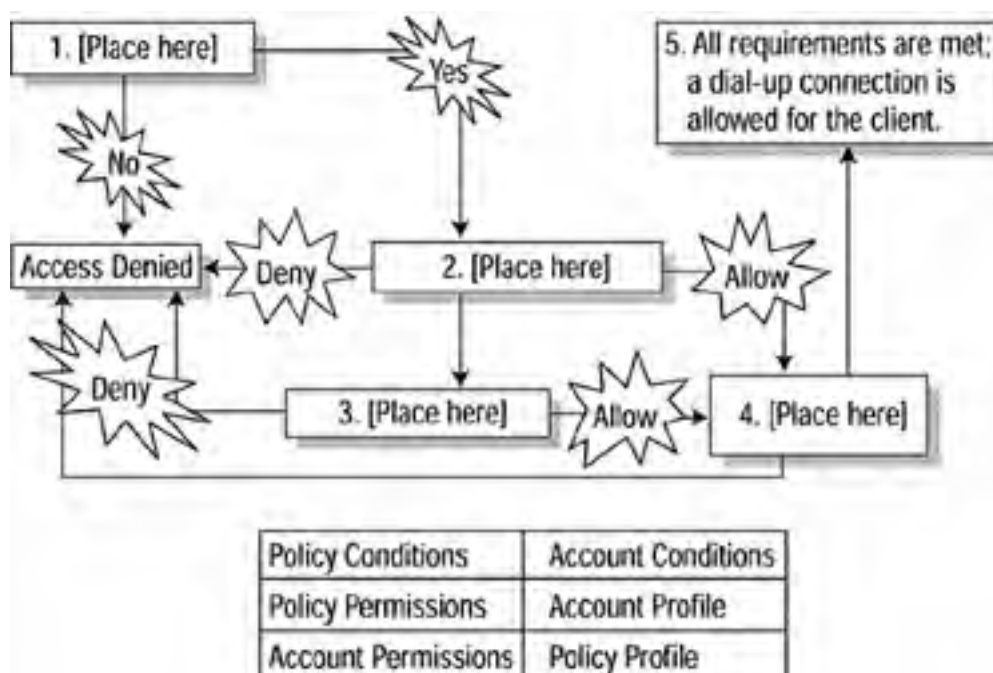 1. [Place here]
Yes
5. All requirements are met;
a dial-up connection is
allowed for the client.
No
Access Denied
Deny
2. [Place here]
Allow
Deny
3. [Place here]
Allow
4. [Place here]
Policy Conditions
Account Conditions
Policy Permissions
Account Profile
Account Permissions
Policy Profile